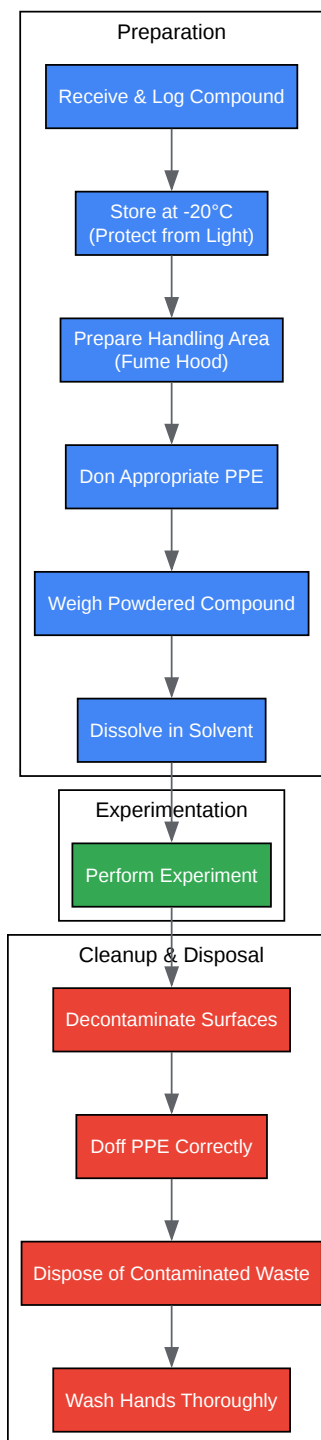 Preparation
Receive & Log Compound
Store at -20°C
(Protect from Light)
Prepare Handling Area
(Fume Hood)
Don Appropriate PPE
Weigh Powdered Compound
Dissolve in Solvent
Experimentation
Perform Experiment
Cleanup & Disposal
Decontaminate Surfaces
Doff PPE Correctly
Dispose of Contaminated Waste
Wash Hands Thoroughly